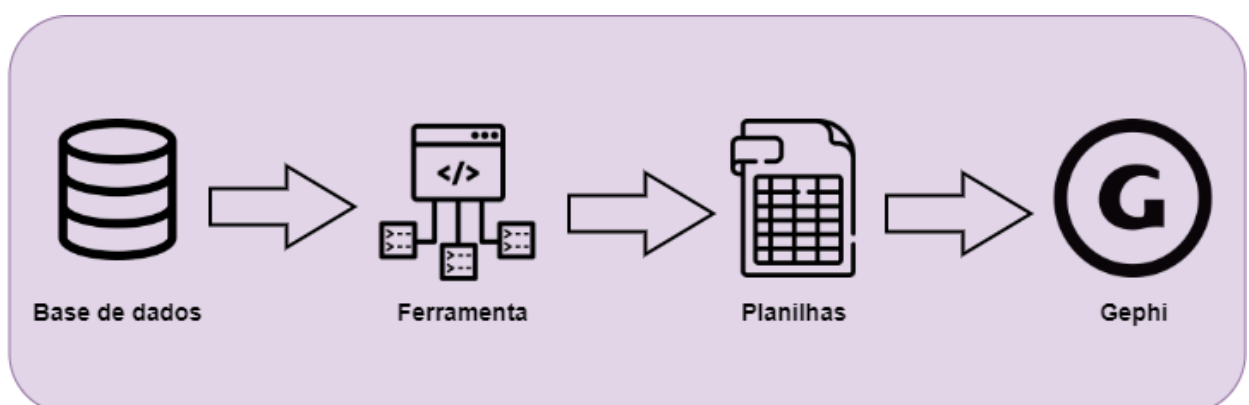 </>
G
Base de dados
Ferramenta
Planilhas
Gephi